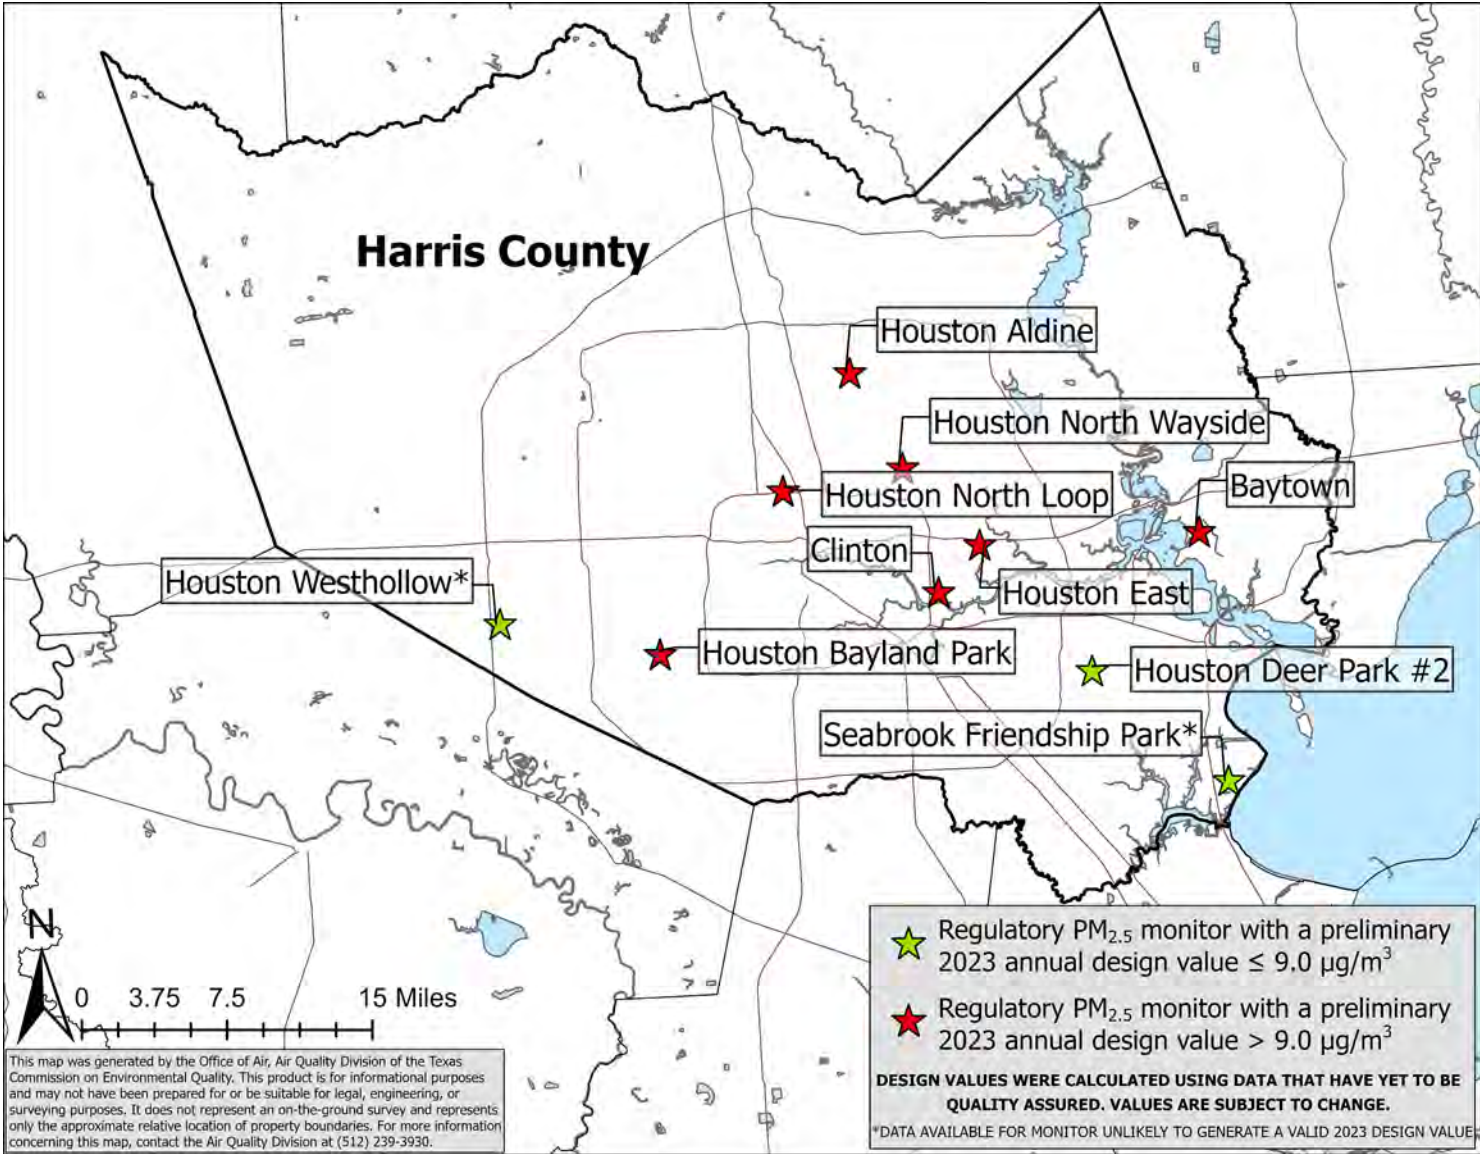 Harris County
Houston Aldine
Houston North Wayside
Houston North Loop
Baytown
Clinton
Houston Westhollow*
Houston East
Houston Bayland Park
Houston Deer Park #2
Seabrook Friendship Park*
N
0 3.75 7.5 15 Miles
This map was generated by the Office of Air, Air Quality Division of the Texas
Commission on Environmental Quality. This product is for informational purposes
and may not have been prepared for or be suitable for legal, engineering, or
surveying purposes. It does not represent an on-the-ground survey and represents
only the approximate relative location of property boundaries. For more information
concerning this map, contact the Air Quality Division at (512) 239-3930.
Regulatory PM₂.₅ monitor with a preliminary
2023 annual design value ≤ 9.0 µg/m³
Regulatory PM₂.₅ monitor with a preliminary
2023 annual design value > 9.0 µg/m³
DESIGN VALUES WERE CALCULATED USING DATA THAT HAVE YET TO BE
QUALITY ASSURED. VALUES ARE SUBJECT TO CHANGE.
*DATA AVAILABLE FOR MONITOR UNLIKELY TO GENERATE A VALID 2023 DESIGN VALUE